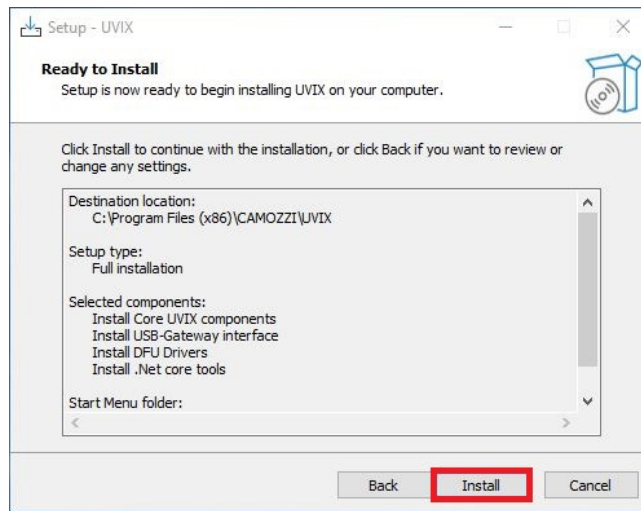 Setup - UVIX
Ready to Install
Setup is now ready to begin installing UVIX on your computer.
Click Install to continue with the installation, or click Back if you want to review or
change any settings.
Destination location:
C:\Program Files (x86)\CAMOZZI\UVIX
Setup type:
Full installation
Selected components:
Install Core UVIX components
Install USB-Gateway interface
Install DFU Drivers
Install .Net core tools
Start Menu folder:
Back
Install
Cancel